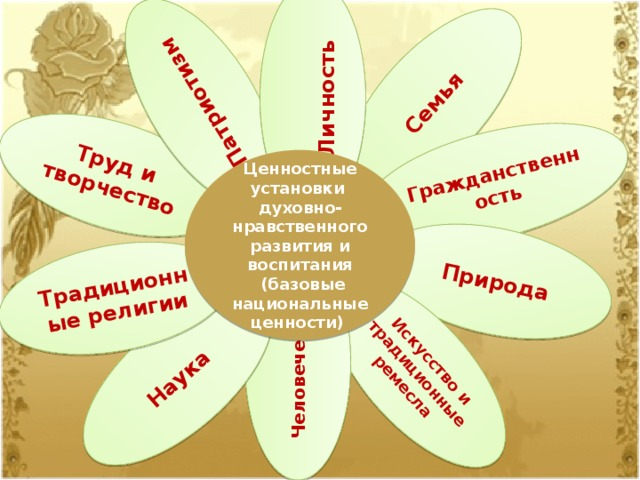 Ценностные
установки
духовно-
нравственного
развития и
воспитания
(базовые
национальные
ценности)
Личность
Семья
Гражданственн
ость
Природа
Искусство и
традиционные
ремесла
Человече
Наука
Традиционн
ые религии
Труд и
творчество
Патриотизм